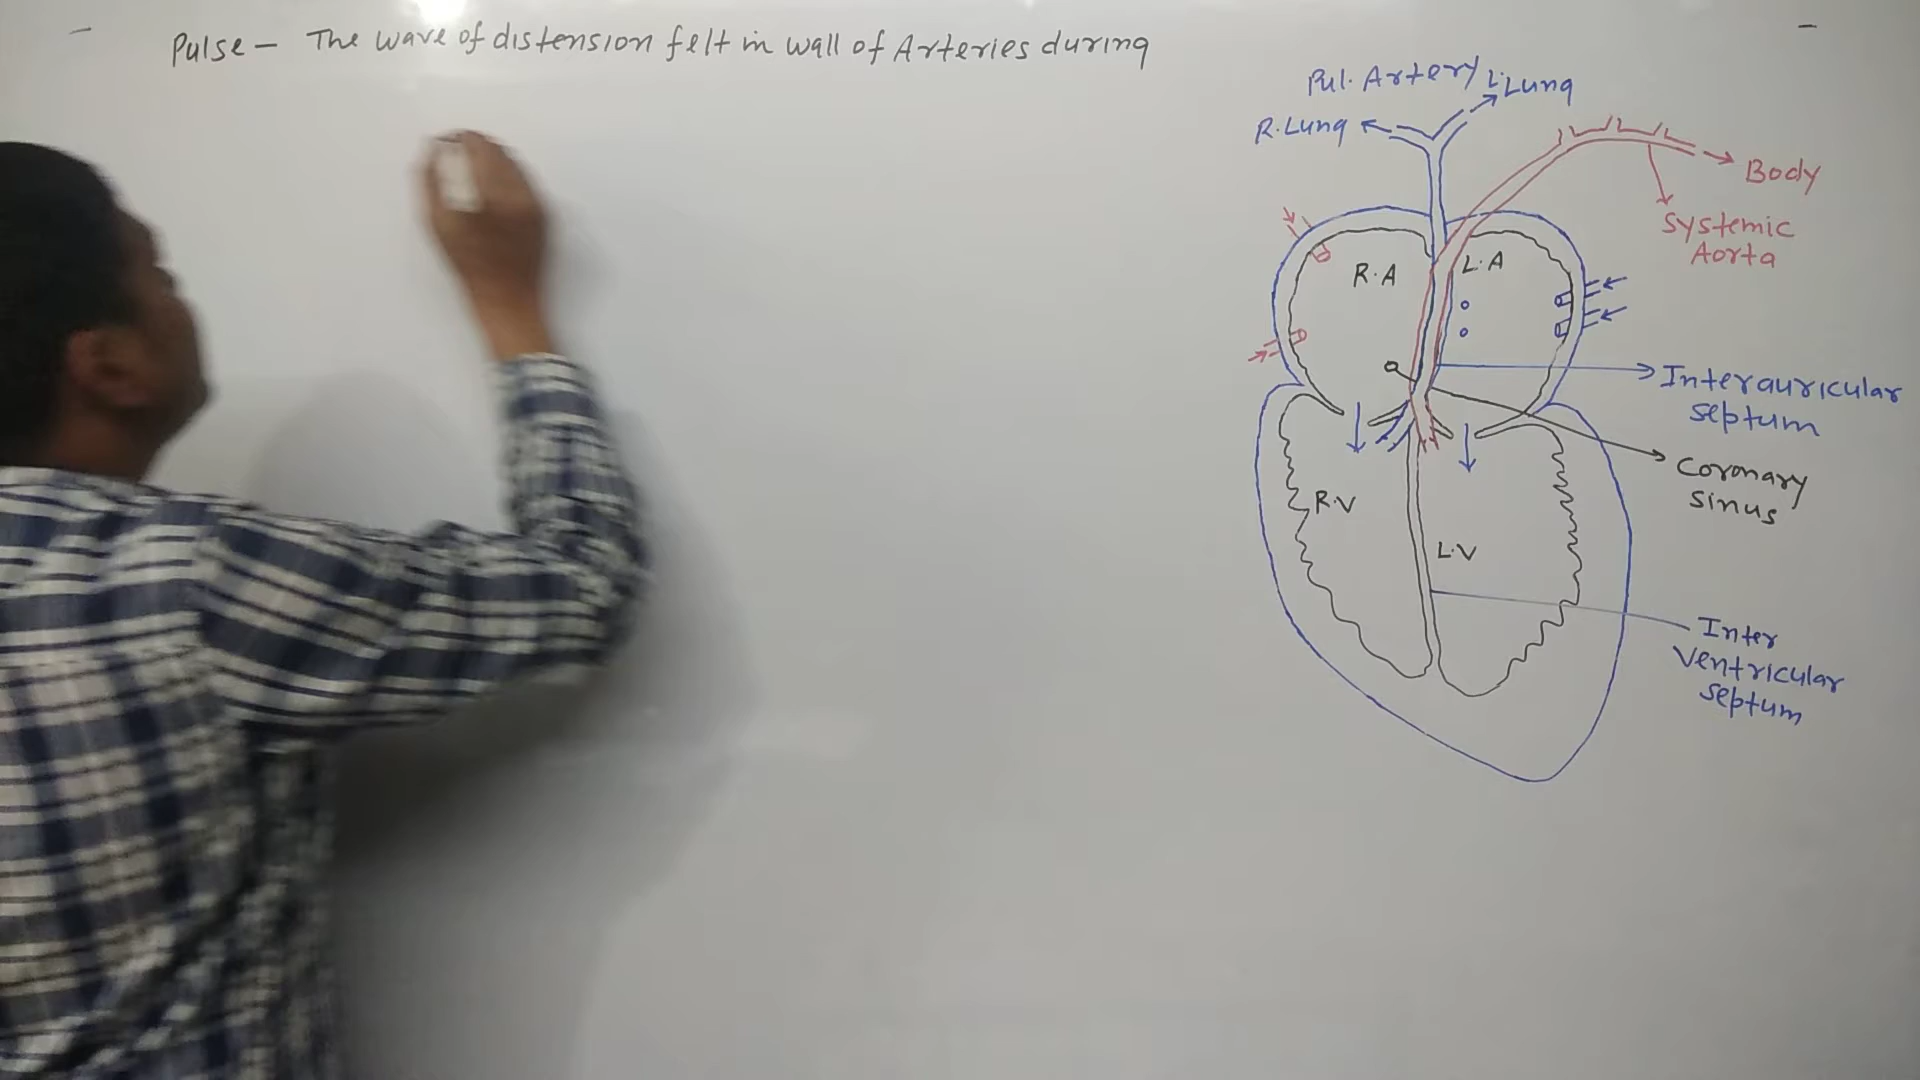 Pulse - The wave of distension felt in wall of Arteries during
Pul. Artery
L.Lung
R.Lung
Body
Systemic
Aorta
R.A
L.A
Interauricular
septum
Coronary
sinus
R.V
L.V
Inter
Ventricular
septum